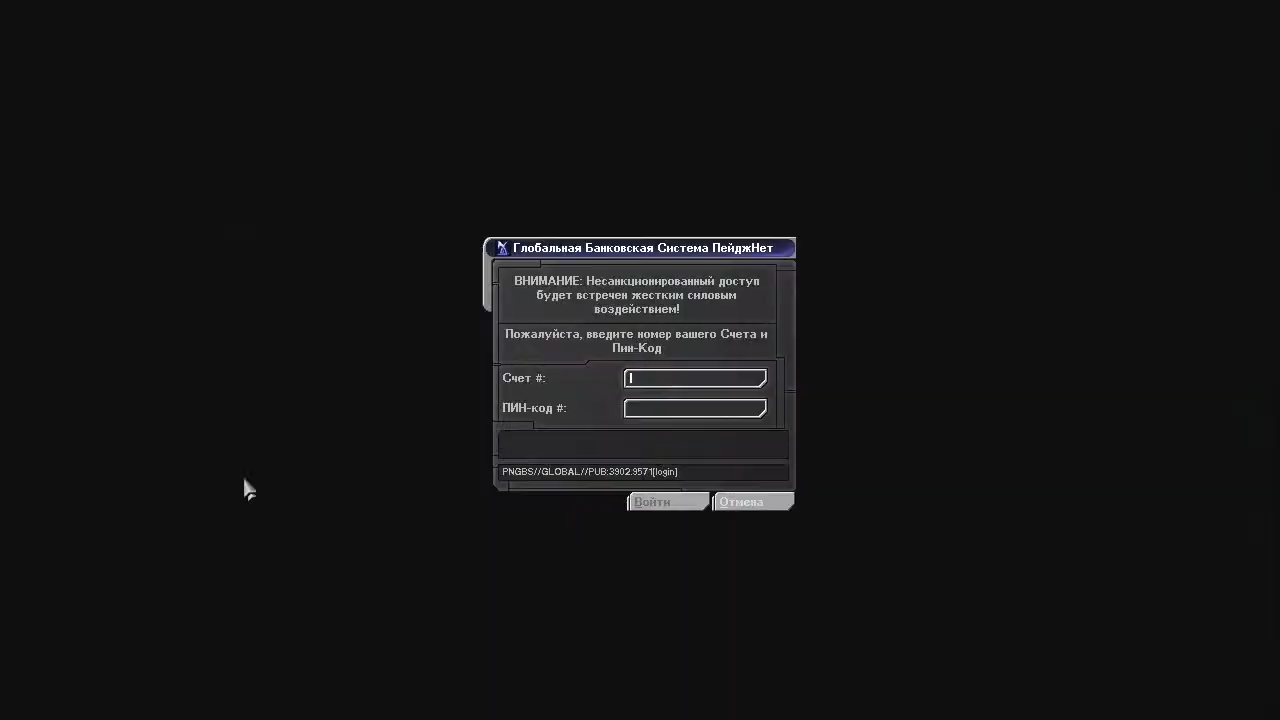 Глобальная Банковская Система ПейджНет
ВНИМАНИЕ: Несанкционированный доступ
будет встречен жестким силовым
воздействием!
Пожалуйста, введите номер вашего Счета и
Пин-Код
Счет #:
ПИН-код #:
PNGBS//GLOBAL//PUB:3902.9571[login]
Войти
Отмена